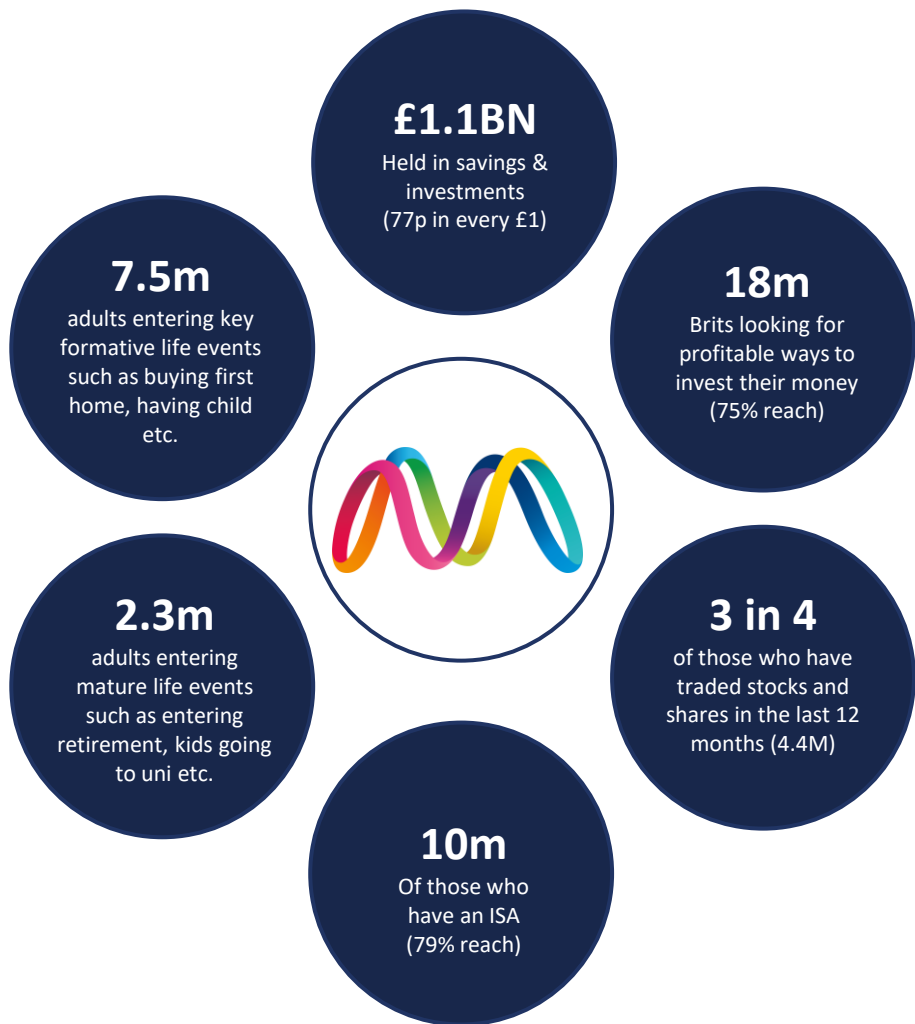 £1.1BN
Held in savings &
investments
(77p in every £1)
18m
Brits looking for
profitable ways to
invest their money
(75% reach)
3 in 4
of those who have
traded stocks and
shares in the last 12
months (4.4M)
10m
Of those who
have an ISA
(79% reach)
2.3m
adults entering
mature life events
such as entering
retirement, kids going
to uni etc.
7.5m
adults entering key
formative life events
such as buying first
home, having child
etc.